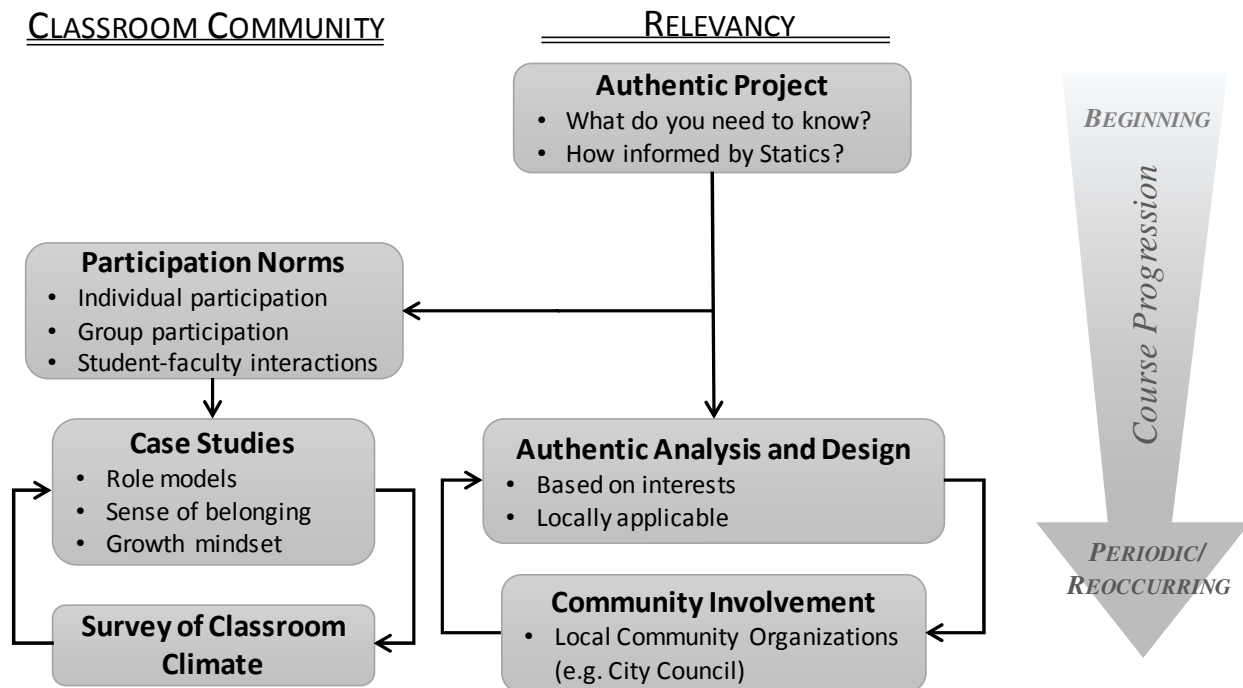 CLASSROOM COMMUNITY
RELEVANCY
Authentic Project
• What do you need to know?
• How informed by Statics?
BEGINNING
Course Progression
Participation Norms
• Individual participation
• Group participation
• Student-faculty interactions
Case Studies
• Role models
• Sense of belonging
• Growth mindset
Authentic Analysis and Design
• Based on interests
• Locally applicable
PERIODIC/
REOCCURRING
Survey of Classroom
Climate
Community Involvement
• Local Community Organizations
(e.g. City Council)